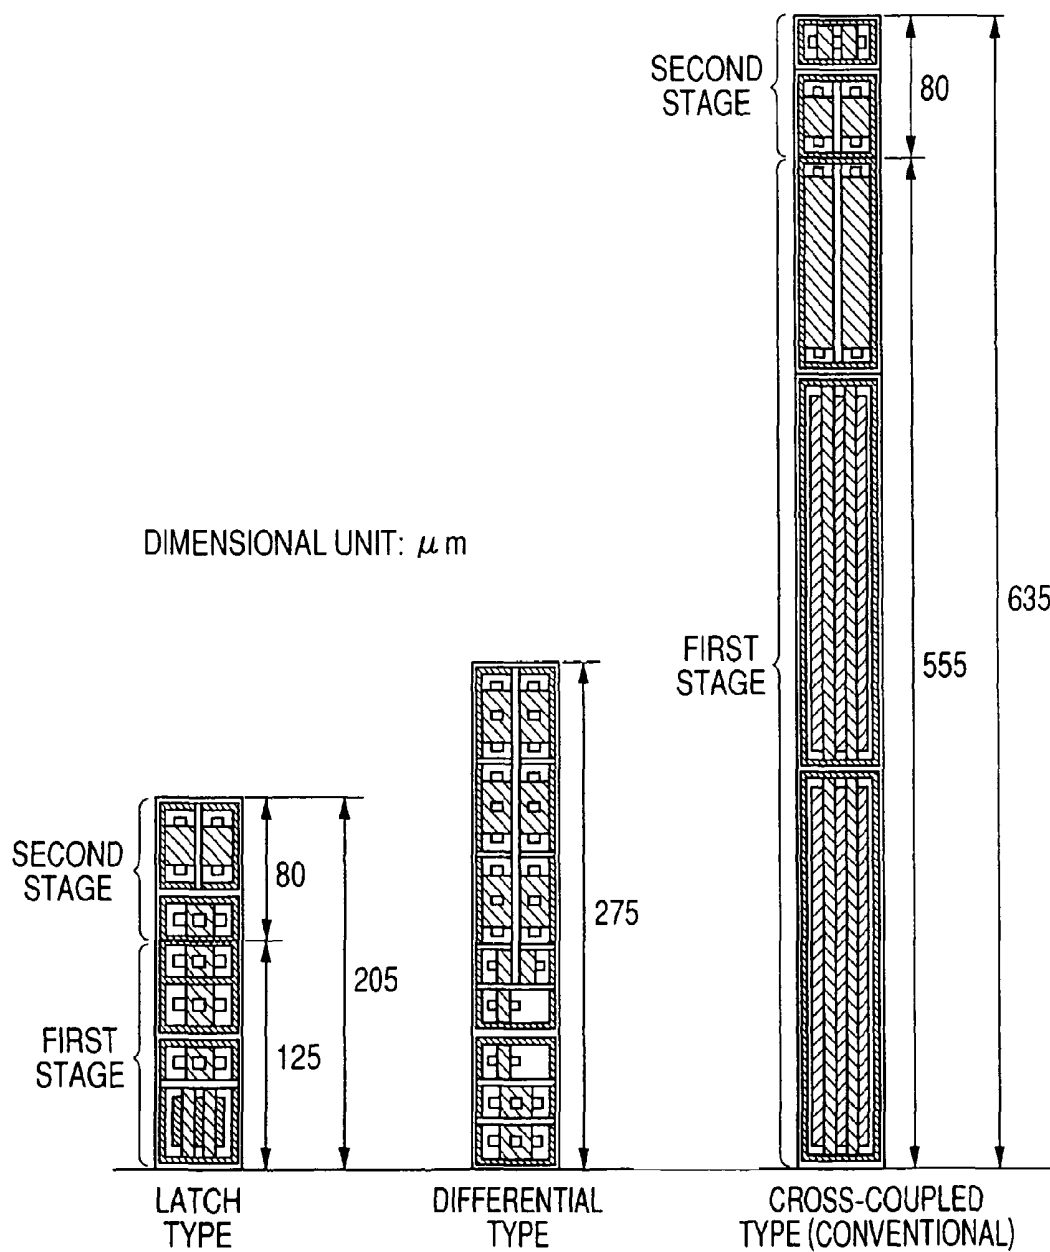 SECOND
STAGE
80
DIMENSIONAL UNIT: μm
635
FIRST
STAGE
555
SECOND
STAGE
80
275
205
FIRST
STAGE
125
LATCH
TYPE
DIFFERENTIAL
TYPE
CROSS-COUPLED
TYPE (CONVENTIONAL)